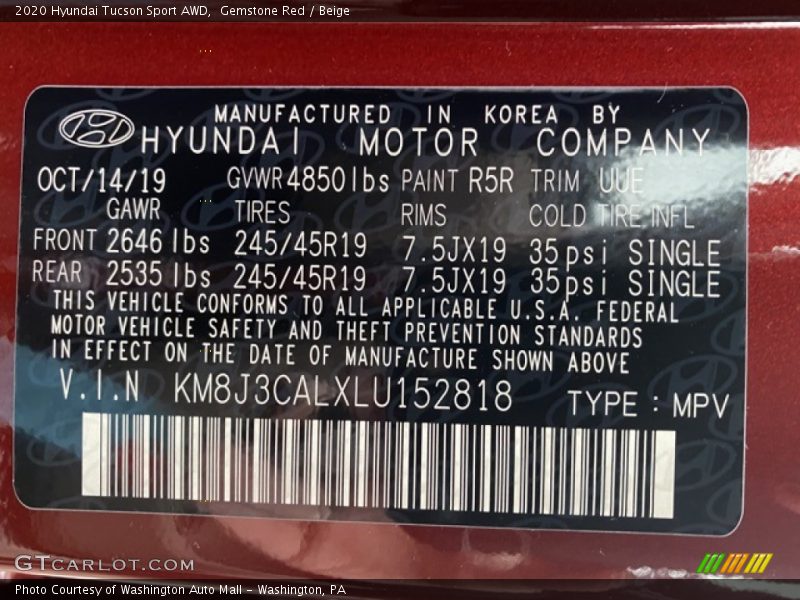 2020 Hyundai Tucson Sport AWD, Gemstone Red / Beige
MANUFACTURED IN KOREA BY
HYUNDAI MOTOR COMPANY
OCT/14/19 GVWR 4850lbs PAINT R5R TRIM UUE
GAWR TIRES RIMS COLD TIRE INFL
FRONT 2646 lbs 245/45R19 7.5JX19 35psi SINGLE
REAR 2535 lbs 245/45R19 7.5JX19 35psi SINGLE
THIS VEHICLE CONFORMS TO ALL APPLICABLE U.S.A. FEDERAL
MOTOR VEHICLE SAFETY AND THEFT PREVENTION STANDARDS
IN EFFECT ON THE DATE OF MANUFACTURE SHOWN ABOVE
V.I.N KM8J3CALXLU152818 TYPE : MPV
GTCARLOT.COM
Photo Courtesy of Washington Auto Mall - Washington, PA